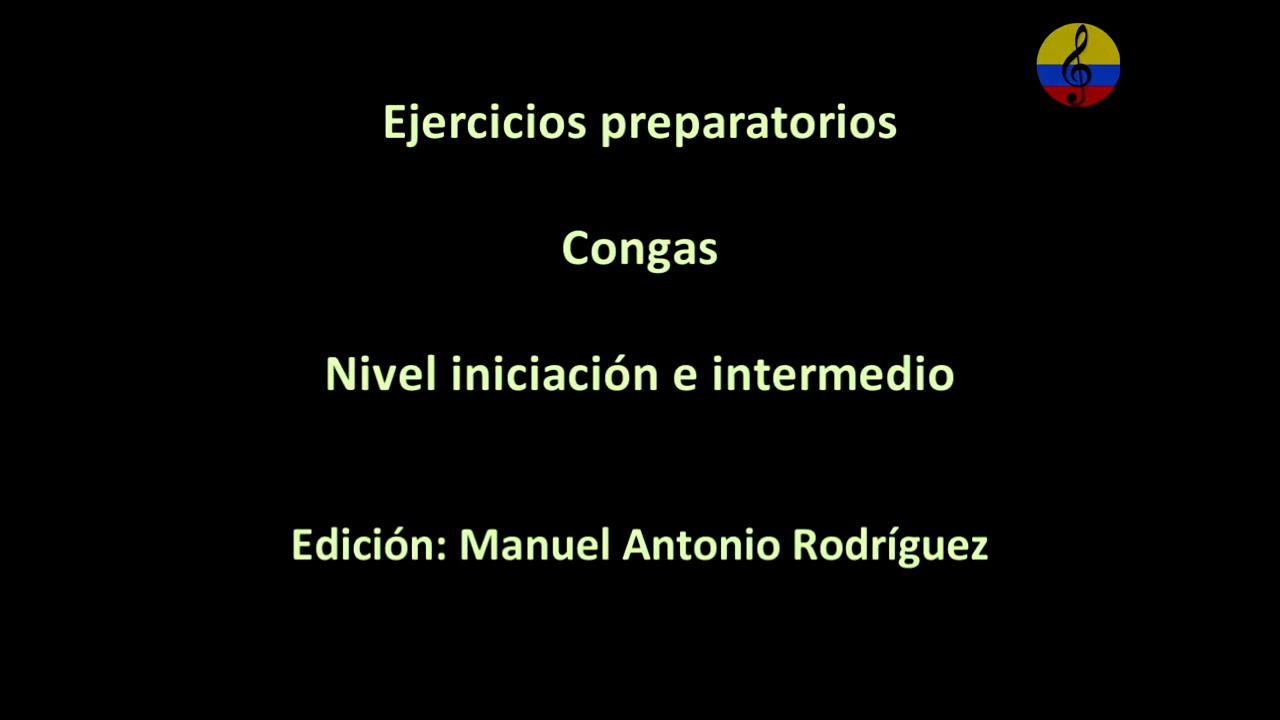 Ejercicios preparatorios
Congas
Nivel iniciación e intermedio
Edición: Manuel Antonio Rodríguez